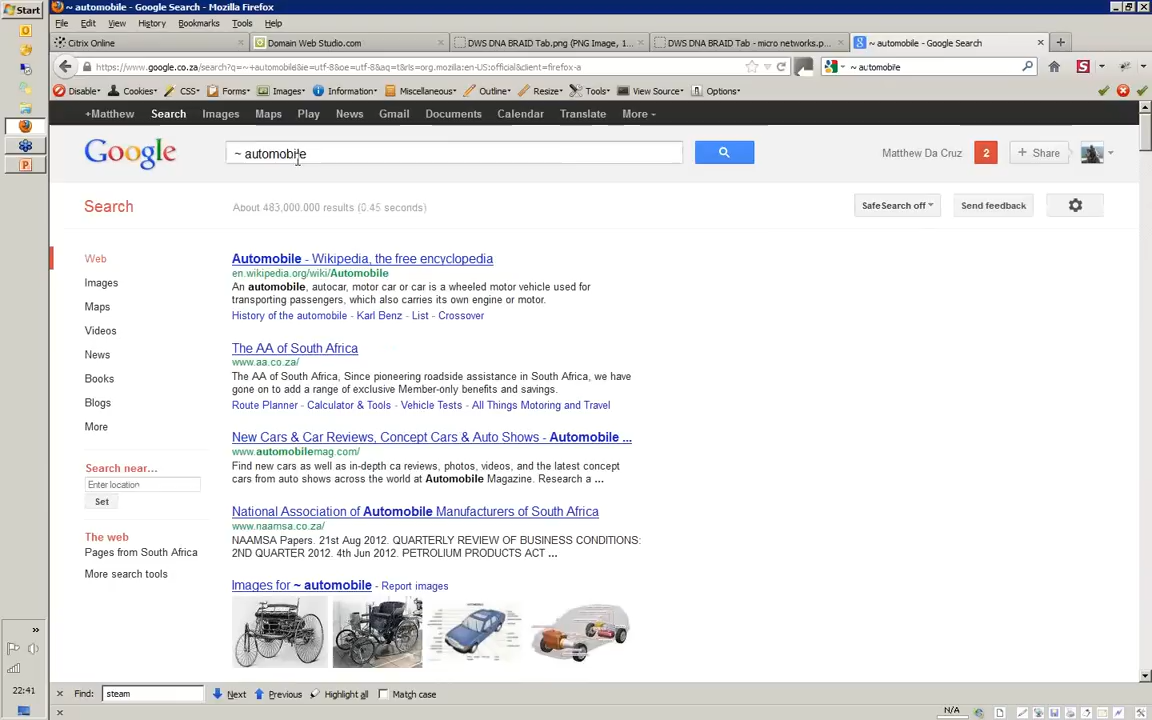 Start
~ automobile - Google Search - Mozilla Firefox
File Edit View History Bookmarks Tools Help
Citrix Online
Domain Web Studio.com
DWS DNA BRAID Tab.png (PNG Image, 1...
DWS DNA BRAID Tab - micro networks.p...
~ automobile - Google Search
https://www.google.co.za/search?q=~+automobile&ie=utf-8&oe=utf-8&aq=t&rls=org.mozilla:en-US:official&client=firefox-a
~ automobile
Disable Cookies CSS Forms Images Information Miscellaneous Outline Resize Tools View Source Options
+Matthew Search Images Maps Play News Gmail Documents Calendar Translate More
Google
~ automobile
Matthew Da Cruz
2
+ Share
Search
About 483,000,000 results (0.45 seconds)
SafeSearch off
Send feedback
Web
Images
Maps
Videos
News
Books
Blogs
More
Search near...
Enter location
Set
The web
Pages from South Africa
More search tools
Automobile - Wikipedia, the free encyclopedia
en.wikipedia.org/wiki/Automobile
An automobile, autocar, motor car or car is a wheeled motor vehicle used for
transporting passengers, which also carries its own engine or motor.
History of the automobile - Karl Benz - List - Crossover
The AA of South Africa
www.aa.co.za/
The AA of South Africa, Since pioneering roadside assistance in South Africa, we have
gone on to add a range of exclusive Member-only benefits and savings.
Route Planner - Calculator & Tools - Vehicle Tests - All Things Motoring and Travel
New Cars & Car Reviews, Concept Cars & Auto Shows - Automobile ...
www.automobilemag.com/
Find new cars as well as in-depth ca reviews, photos, videos, and the latest concept
cars from auto shows across the world at Automobile Magazine. Research a ...
National Association of Automobile Manufacturers of South Africa
www.naamsa.co.za/
NAAMSA Papers. 21st Aug 2012. QUARTERLY REVIEW OF BUSINESS CONDITIONS:
2ND QUARTER 2012. 4th Jun 2012. PETROLIUM PRODUCTS ACT ...
Images for ~ automobile - Report images
22:41
Find: steam Next Previous Highlight all Match case
N/A